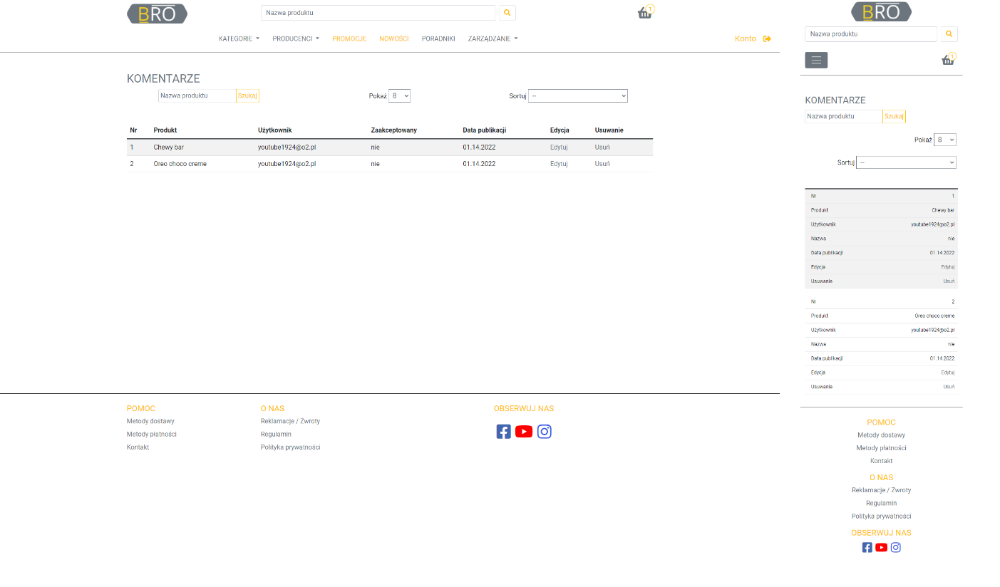 BRO
Nazwa produktu
1
KATEGORIE PRODUCENCI PROMOCJE NOWOŚCI PORADNIKI ZARZĄDZANIE Konto
KOMENTARZE
Nazwa produktu Szukaj Pokaż 8 Sortuj --
Nr Produkt Użytkownik Zaakceptowany Data publikacji Edycja Usuwanie
1 Chewy bar youtube1924@o2.pl nie 01.14.2022 Edytuj Usuń
2 Oreo choco creme youtube1924@o2.pl nie 01.14.2022 Edytuj Usuń
POMOC O NAS OBSERWUJ NAS
Metody dostawy Reklamacje / Zwroty
Metody płatności Regulamin
Kontakt Polityka prywatności
BRO
Nazwa produktu
1
KOMENTARZE
Nazwa produktu Szukaj
Pokaż 8
Sortuj --
Nr 1
Produkt Chewy bar
Użytkownik youtube1924@o2.pl
Nazwa nie
Data publikacji 01.14.2022
Edycja Edytuj
Usuwanie Usuń
Nr 2
Produkt Oreo choco creme
Użytkownik youtube1924@o2.pl
Nazwa nie
Data publikacji 01.14.2022
Edycja Edytuj
Usuwanie Usuń
POMOC
Metody dostawy
Metody płatności
Kontakt
O NAS
Reklamacje / Zwroty
Regulamin
Polityka prywatności
OBSERWUJ NAS